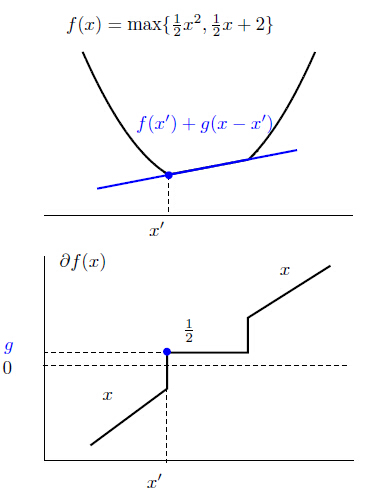 f(x) = max{½x², ½x + 2}
f(x′) + g(x − x′)
x′
∂f(x)
x
½
g
0
x
x′